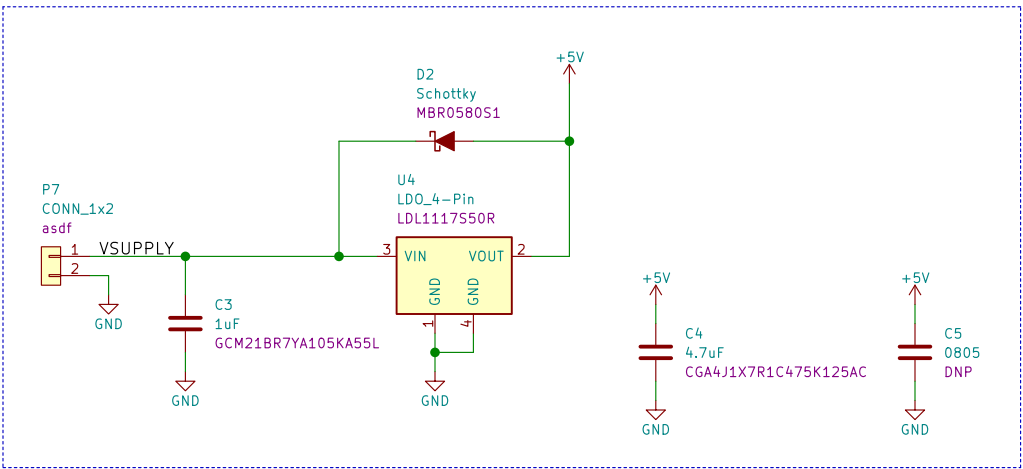 +5V
D2
Schottky
MBR0580S1
U4
LDO_4-Pin
LDL1117S50R
P7
CONN_1x2
asdf
1
2
VSUPPLY
3
VIN
VOUT
2
GND
GND
1
4
GND
C3
1uF
GCM21BR7YA105KA55L
GND
GND
+5V
C4
4.7uF
CGA4J1X7R1C475K125AC
GND
+5V
C5
0805
DNP
GND